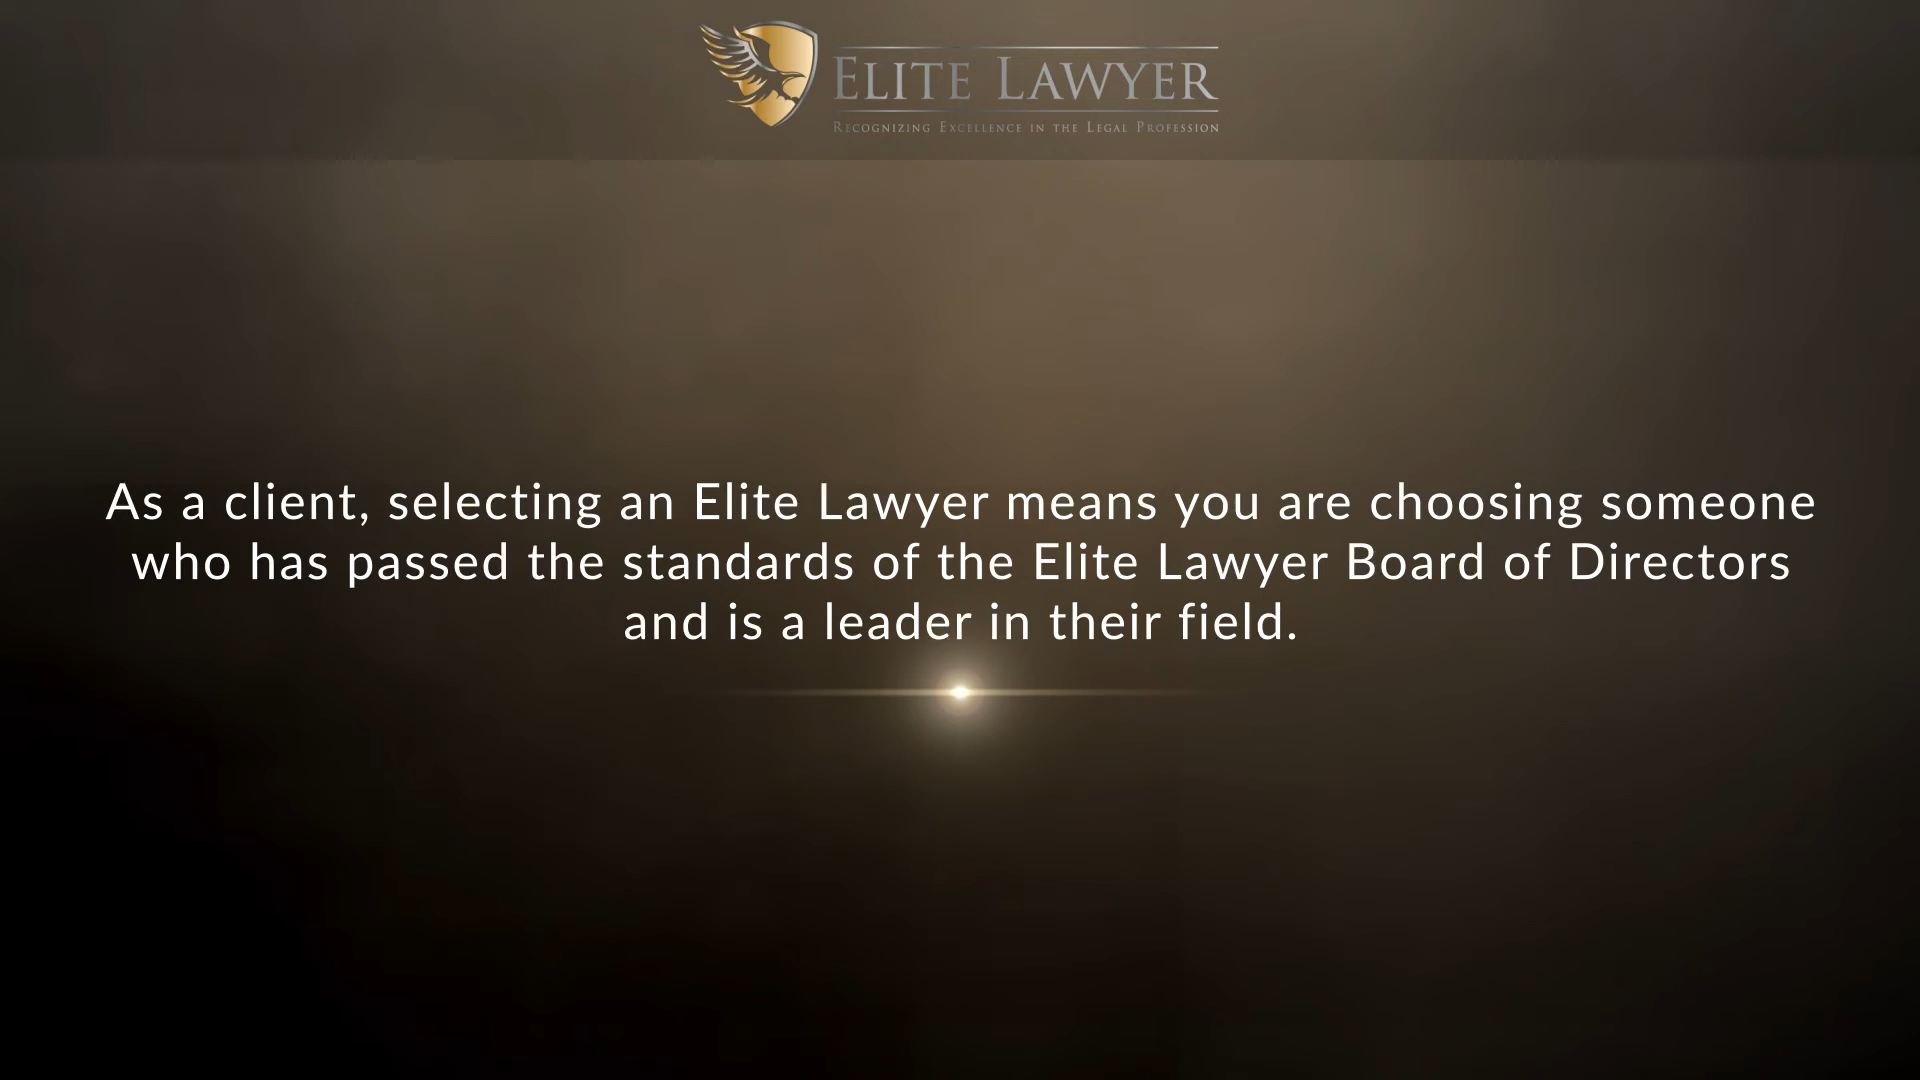 ELITE LAWYER
RECOGNIZING EXCELLENCE IN THE LEGAL PROFESSION
As a client, selecting an Elite Lawyer means you are choosing someone
who has passed the standards of the Elite Lawyer Board of Directors
and is a leader in their field.